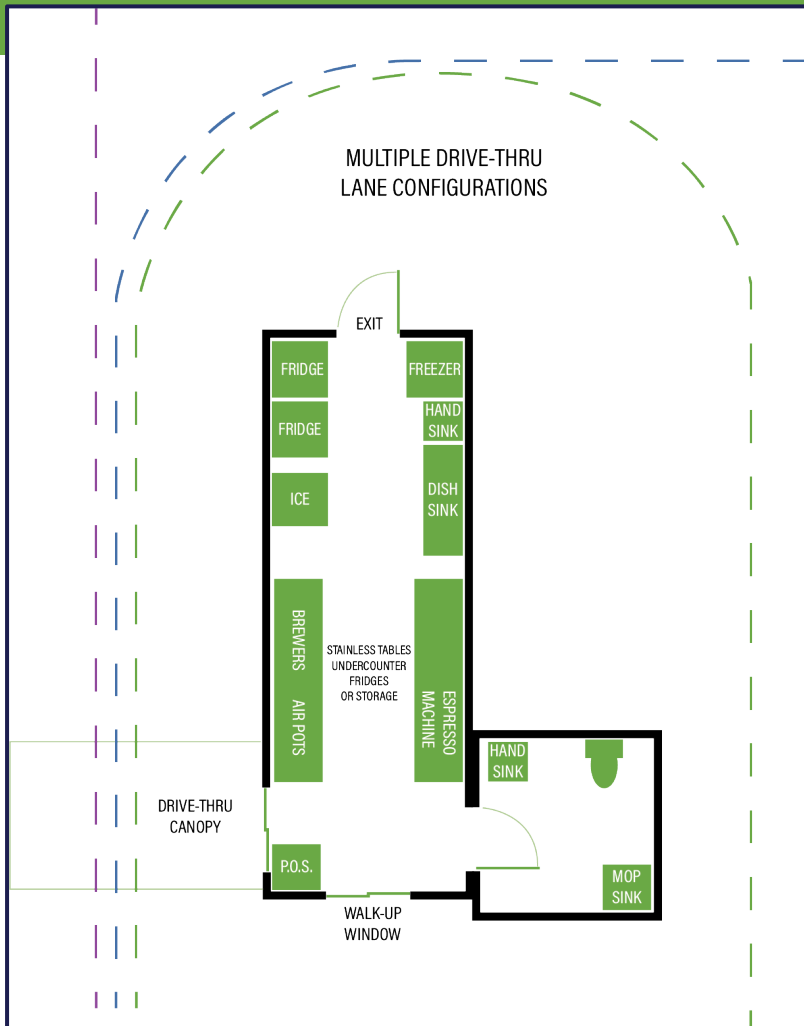 MULTIPLE DRIVE-THRU
LANE CONFIGURATIONS
EXIT
FRIDGE
FREEZER
FRIDGE
HAND
SINK
ICE
DISH
SINK
BREWERS
AIR POTS
STAINLESS TABLES
UNDERCOUNTER
FRIDGES
OR STORAGE
ESPRESSO
MACHINE
HAND
SINK
DRIVE-THRU
CANOPY
P.O.S.
MOP
SINK
WALK-UP
WINDOW